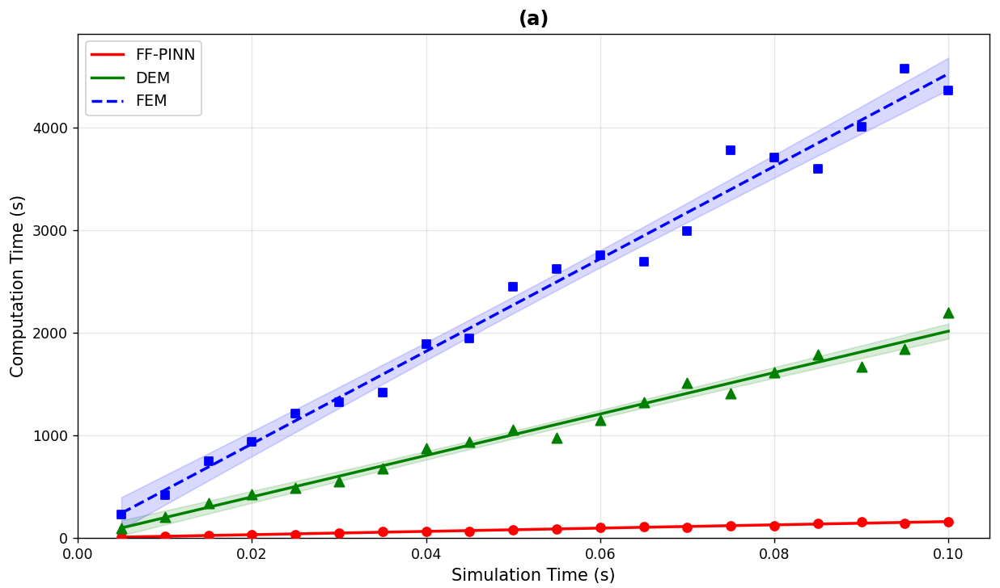 (a)
FF-PINN
DEM
FEM
Computation Time (s)
4000
3000
2000
1000
0
0.00 0.02 0.04 0.06 0.08 0.10
Simulation Time (s)